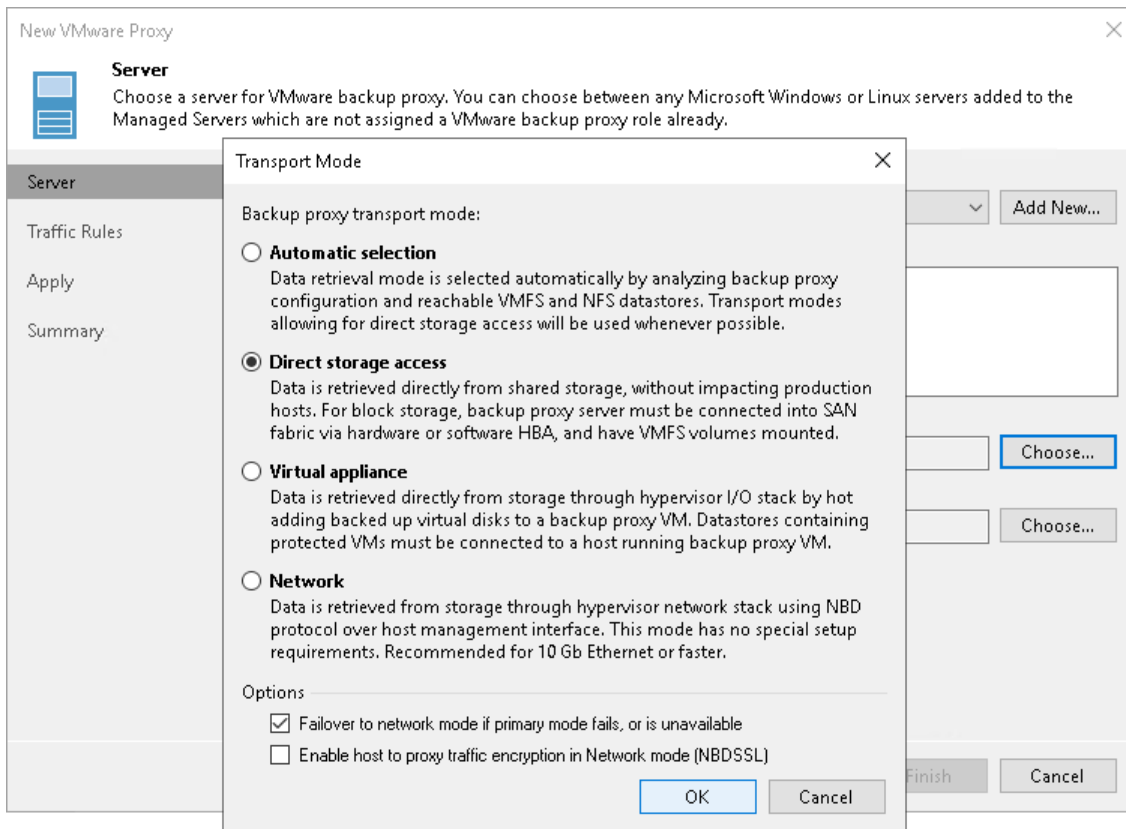 New VMware Proxy
Server
Choose a server for VMware backup proxy. You can choose between any Microsoft Windows or Linux servers added to the
Managed Servers which are not assigned a VMware backup proxy role already.
Server
Traffic Rules
Apply
Summary
Add New...
Choose...
Choose...
Finish
Cancel
Transport Mode
Backup proxy transport mode:
Automatic selection
Data retrieval mode is selected automatically by analyzing backup proxy
configuration and reachable VMFS and NFS datastores. Transport modes
allowing for direct storage access will be used whenever possible.
Direct storage access
Data is retrieved directly from shared storage, without impacting production
hosts. For block storage, backup proxy server must be connected into SAN
fabric via hardware or software HBA, and have VMFS volumes mounted.
Virtual appliance
Data is retrieved directly from storage through hypervisor I/O stack by hot
adding backed up virtual disks to a backup proxy VM. Datastores containing
protected VMs must be connected to a host running backup proxy VM.
Network
Data is retrieved from storage through hypervisor network stack using NBD
protocol over host management interface. This mode has no special setup
requirements. Recommended for 10 Gb Ethernet or faster.
Options
Failover to network mode if primary mode fails, or is unavailable
Enable host to proxy traffic encryption in Network mode (NBDSSL)
OK
Cancel